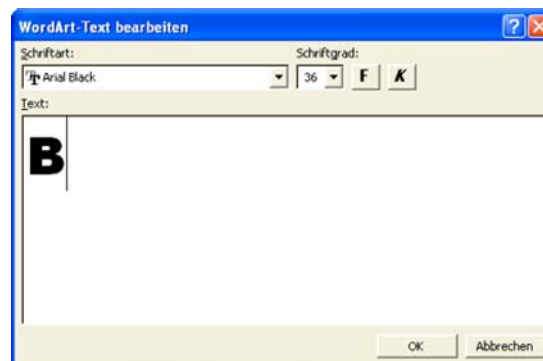 WordArt-Text bearbeiten
Schriftart: Schriftgrad:
Arial Black 36 F K
Text:
B
OK Abbrechen